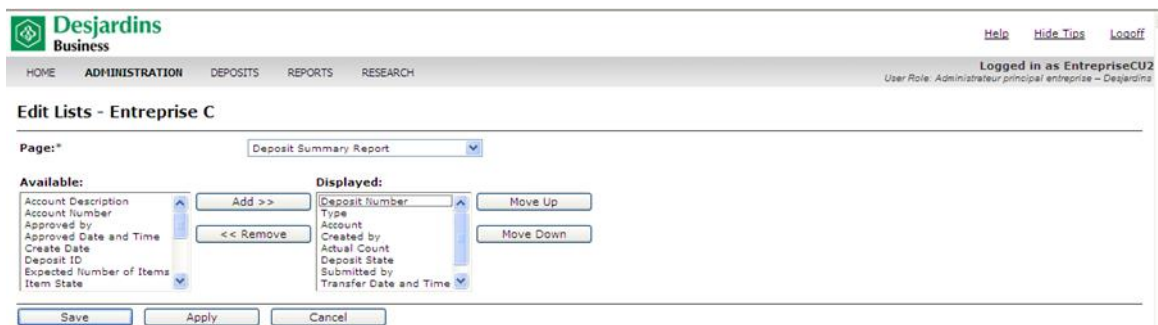 Desjardins
Business
Help Hide Tips Logoff
HOME ADMINISTRATION DEPOSITS REPORTS RESEARCH
Logged in as EntrepriseCU2
User Role: Administrateur principal entreprise – Desjardins
Edit Lists - Entreprise C
Page:* Deposit Summary Report
Available: Displayed:
Account Description
Account Number
Approved by
Approved Date and Time
Create Date
Deposit ID
Expected Number of Items
Item State
Add >>
<< Remove
Deposit Number
Type
Account
Created by
Actual Count
Deposit State
Submitted by
Transfer Date and Time
Move Up
Move Down
Save Apply Cancel